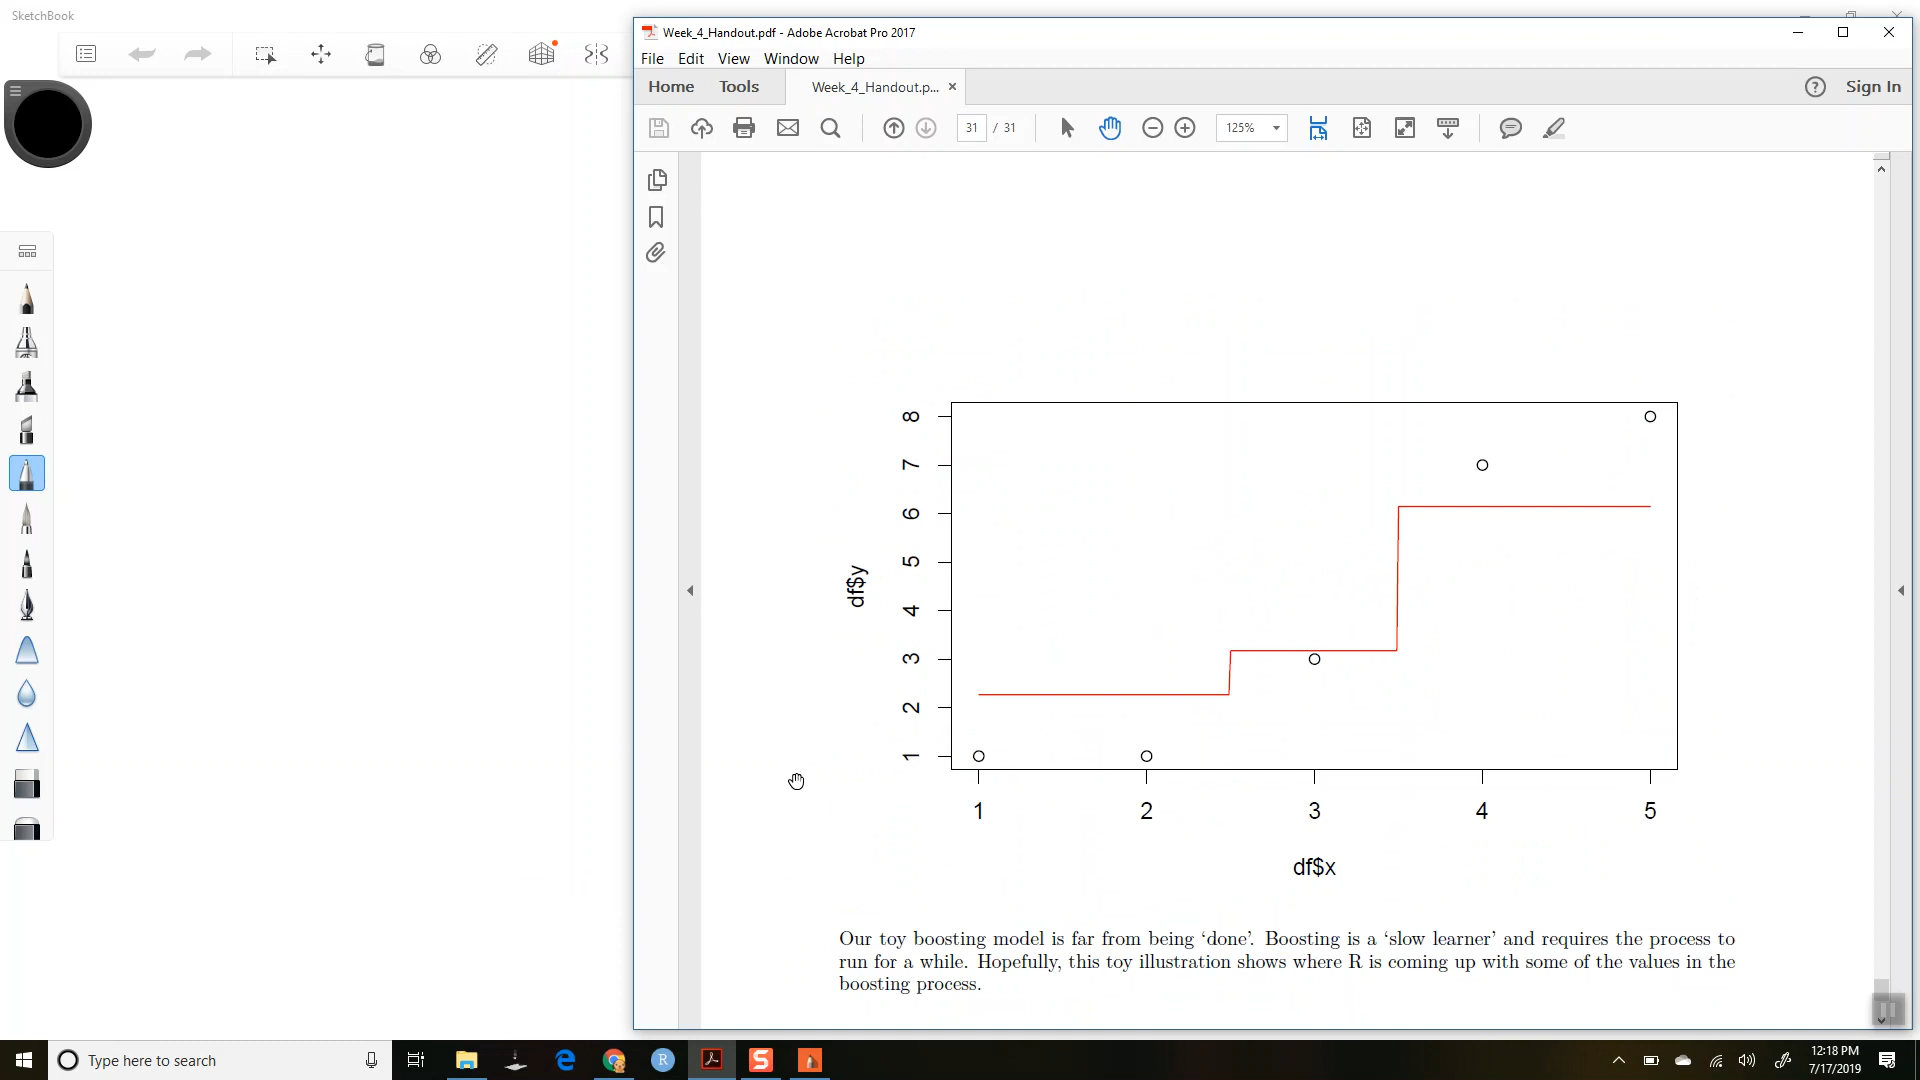 SketchBook
Week_4_Handout.pdf - Adobe Acrobat Pro 2017
File Edit View Window Help
Home Tools Week_4_Handout.p... × ? Sign In
31 / 31 125%
8
7
6
5
4
3
2
1
df$y
1 2 3 4 5
df$x
Our toy boosting model is far from being ‘done’. Boosting is a ‘slow learner’ and requires the process to
run for a while. Hopefully, this toy illustration shows where R is coming up with some of the values in the
boosting process.
Type here to search
R
S
12:18 PM
7/17/2019